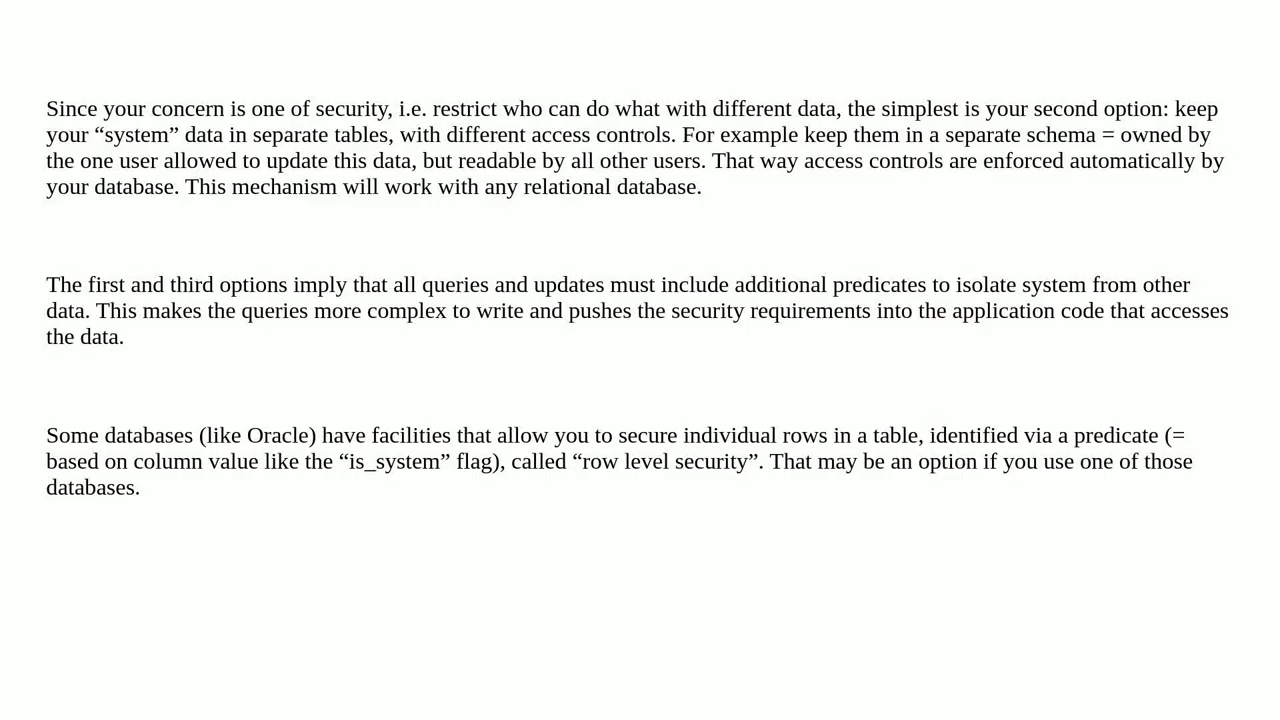 Since your concern is one of security, i.e. restrict who can do what with different data, the simplest is your second option: keep
your “system” data in separate tables, with different access controls. For example keep them in a separate schema = owned by
the one user allowed to update this data, but readable by all other users. That way access controls are enforced automatically by
your database. This mechanism will work with any relational database.
The first and third options imply that all queries and updates must include additional predicates to isolate system from other
data. This makes the queries more complex to write and pushes the security requirements into the application code that accesses
the data.
Some databases (like Oracle) have facilities that allow you to secure individual rows in a table, identified via a predicate (=
based on column value like the “is_system” flag), called “row level security”. That may be an option if you use one of those
databases.